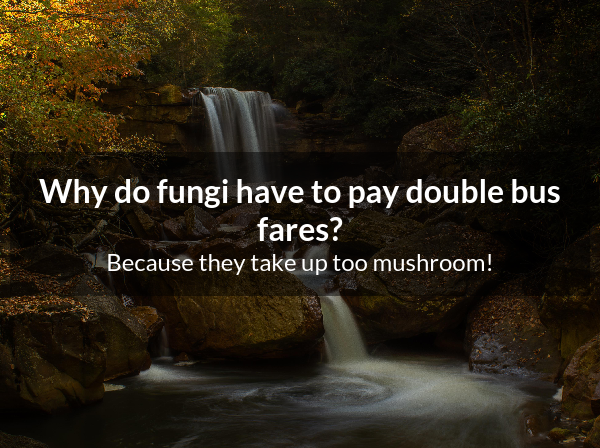 Why do fungi have to pay double bus
fares?
Because they take up too mushroom!